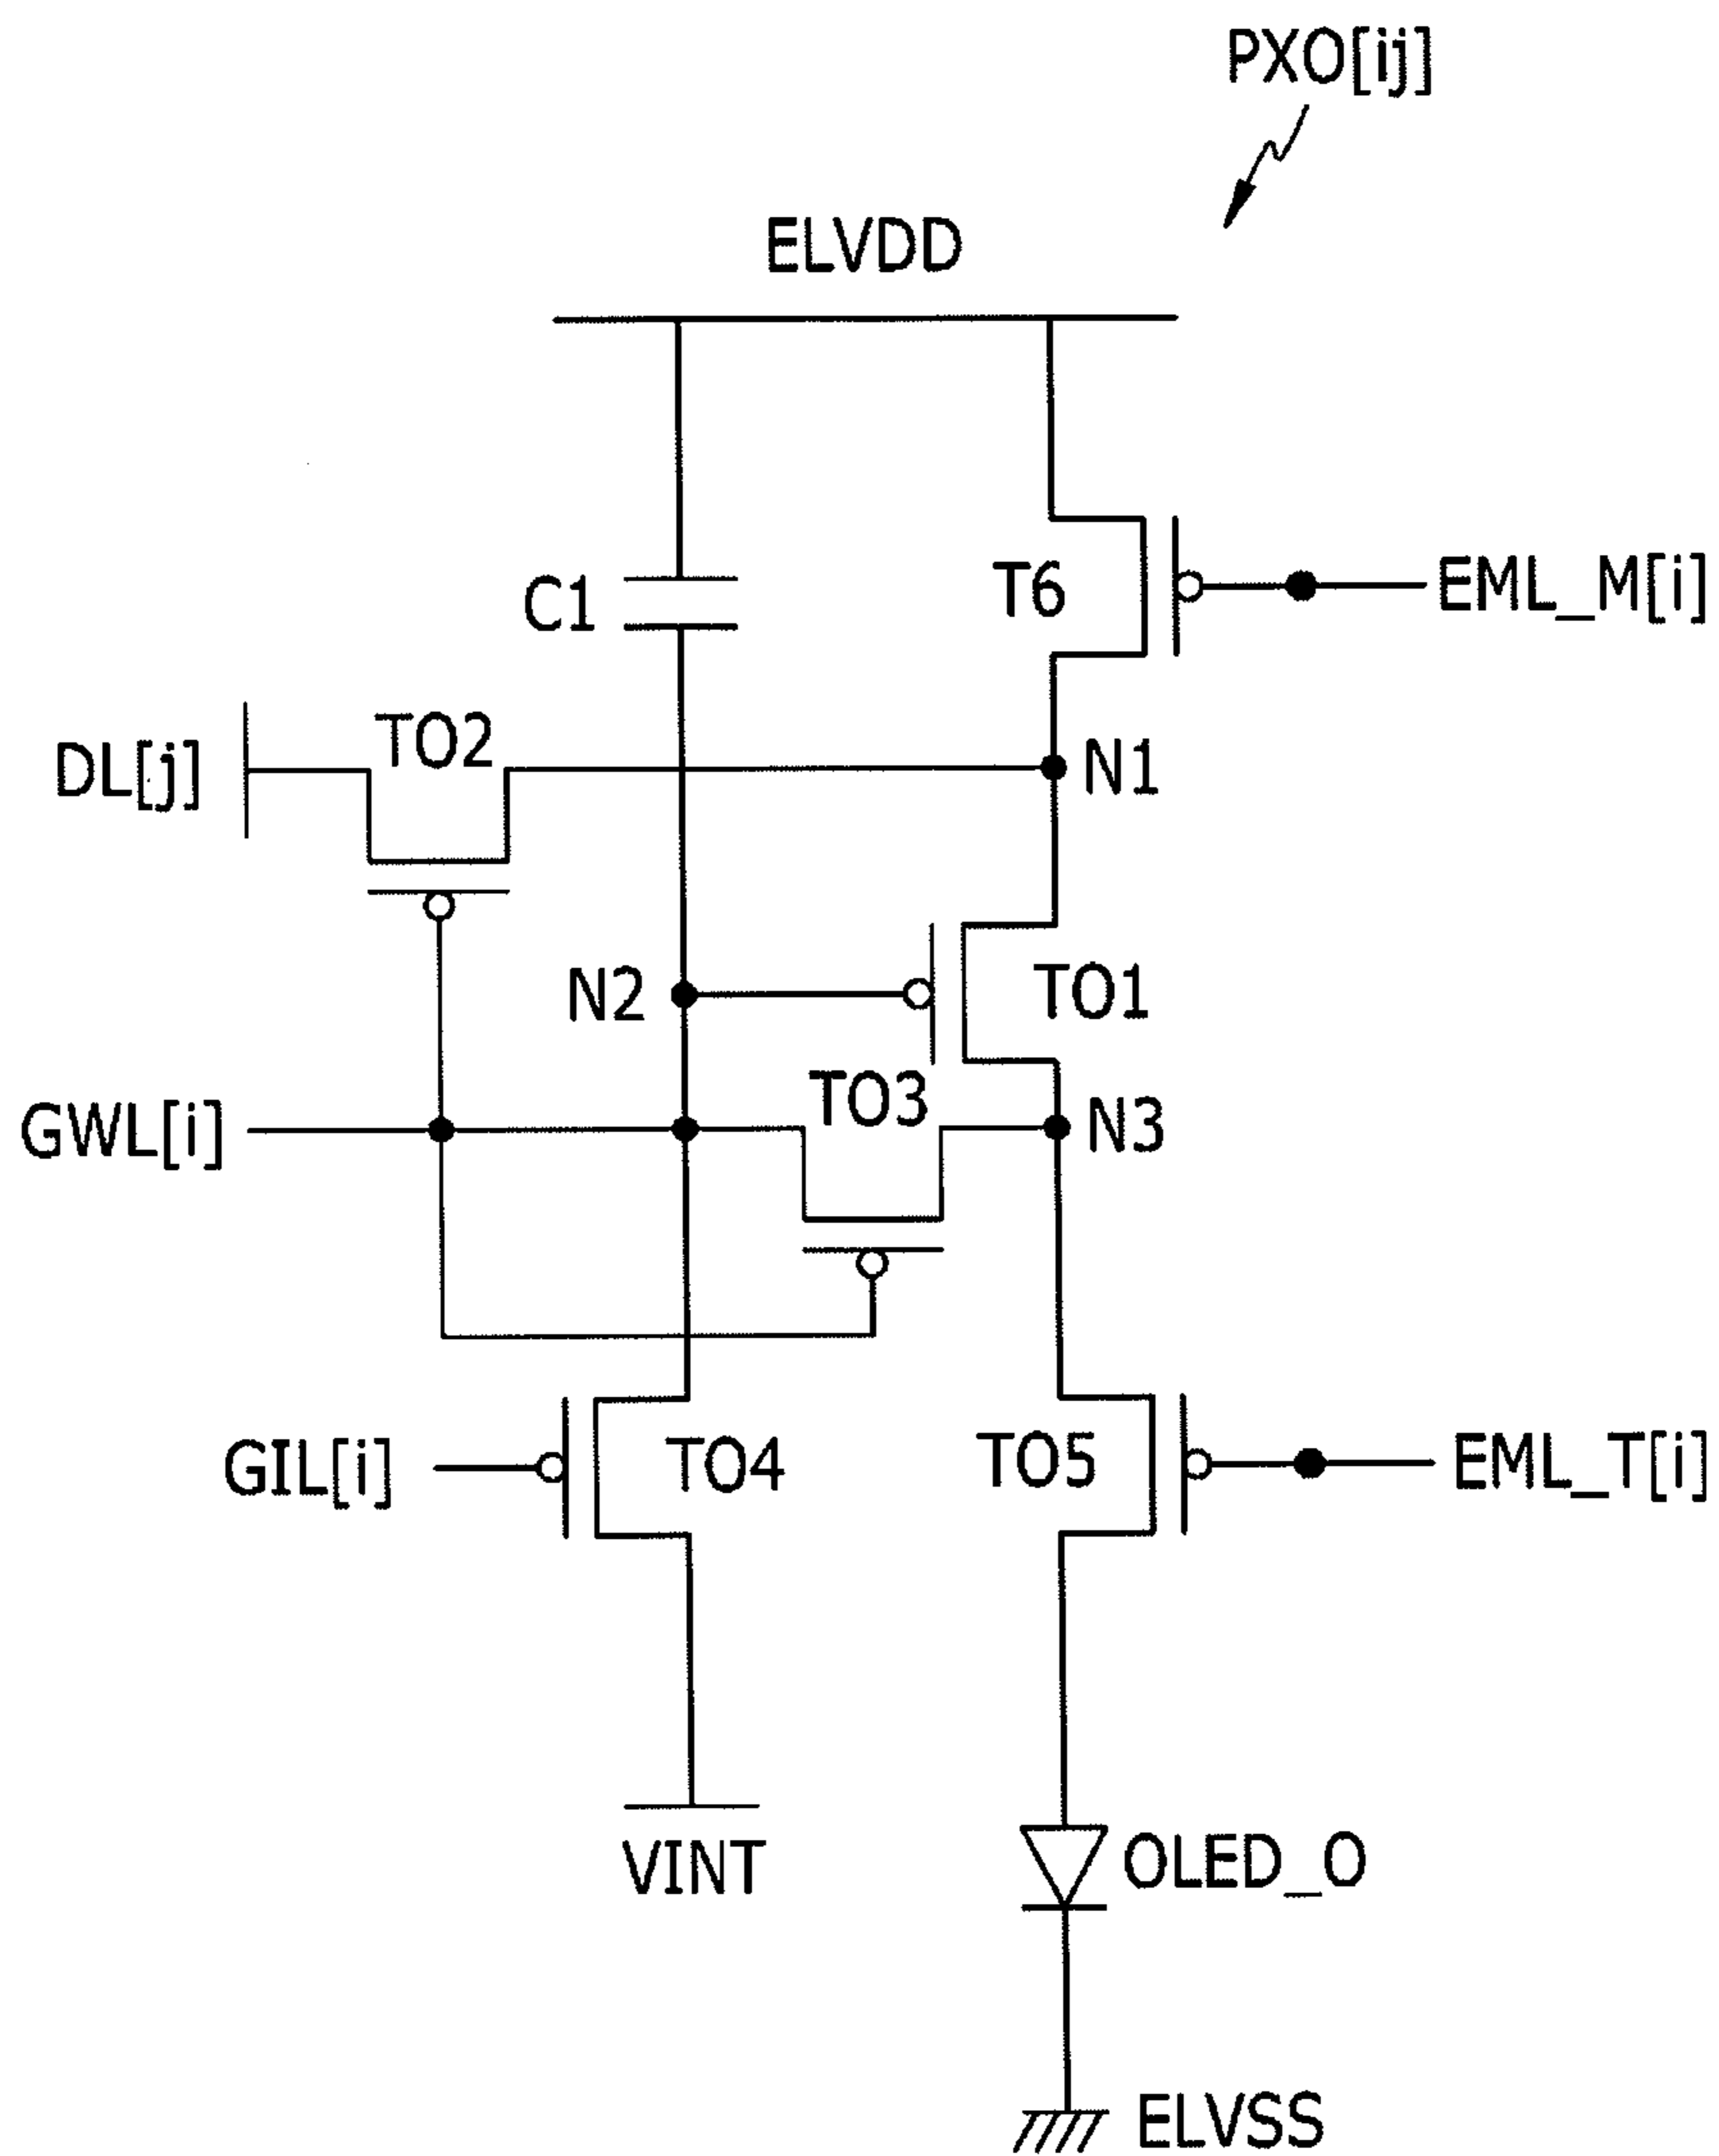 PXO[ij]
ELVDD
T6
EML_M[i]
C1
TO2
DL[j]
N1
N2
TO1
TO3
GWL[i]
N3
GIL[i]
TO4
TO5
EML_T[i]
VINT
OLED_O
ELVSS